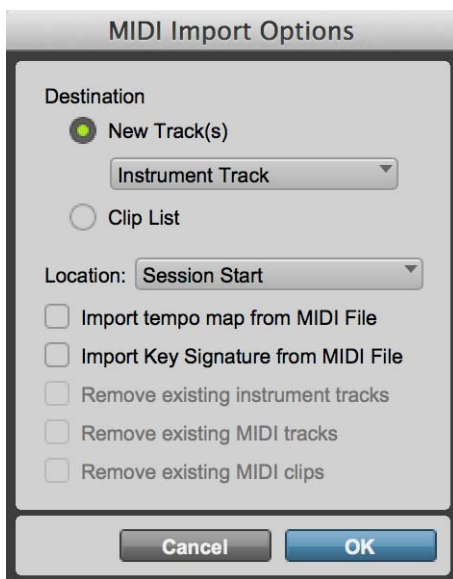 MIDI Import Options
Destination
New Track(s)
Instrument Track
Clip List
Location: Session Start
Import tempo map from MIDI File
Import Key Signature from MIDI File
Remove existing instrument tracks
Remove existing MIDI tracks
Remove existing MIDI clips
Cancel OK